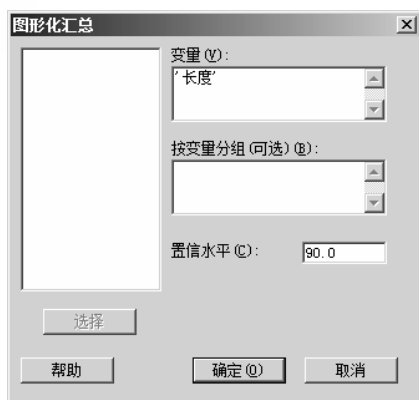 图形化汇总
变量(V):
'长度'
按变量分组(可选)(B):
置信水平(C): 90.0
选择
帮助 确定(O) 取消